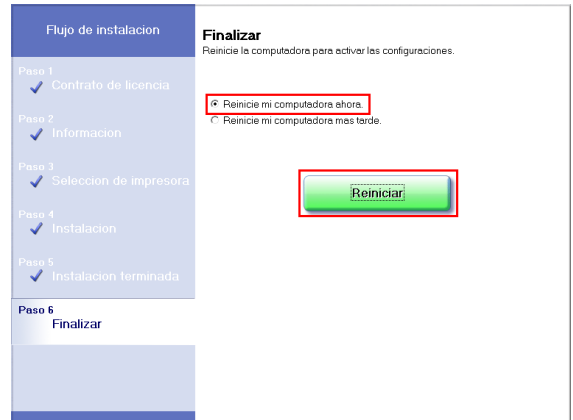 Flujo de instalacion
Paso 1
Contrato de licencia
Paso 2
Informacion
Paso 3
Seleccion de impresora
Paso 4
Instalacion
Paso 5
Instalacion terminada
Paso 6
Finalizar
Finalizar
Reinicie la computadora para activar las configuraciones.
Reinicie mi computadora ahora.
Reinicie mi computadora mas tarde.
Reiniciar